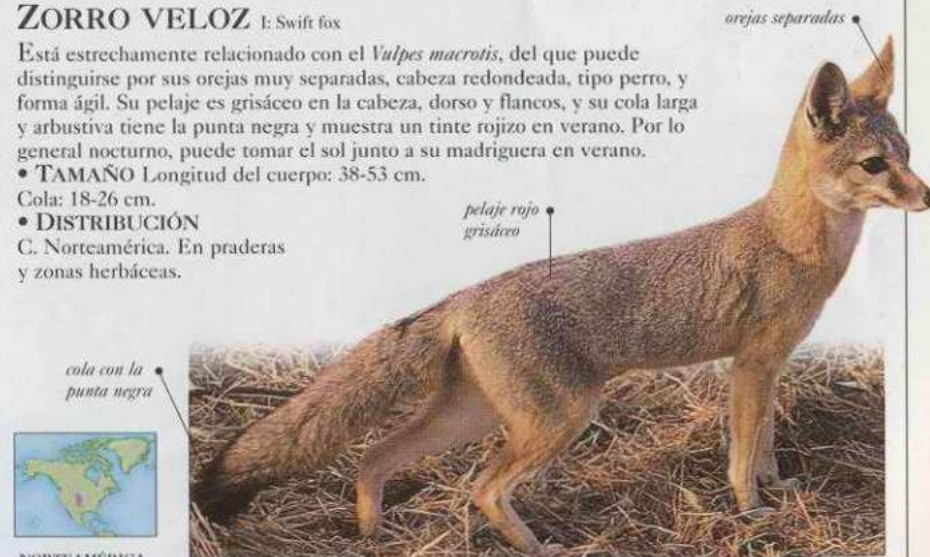 ZORRO VELOZ I: Swift fox
orejas separadas
Está estrechamente relacionado con el Vulpes macrotis, del que puede
distinguirse por sus orejas muy separadas, cabeza redondeada, tipo perro, y
forma ágil. Su pelaje es grisáceo en la cabeza, dorso y flancos, y su cola larga
y arbustiva tiene la punta negra y muestra un tinte rojizo en verano. Por lo
general nocturno, puede tomar el sol junto a su madriguera en verano.
• TAMAÑO Longitud del cuerpo: 38-53 cm.
Cola: 18-26 cm.
• DISTRIBUCIÓN
C. Norteamérica. En praderas
y zonas herbáceas.
pelaje rojo
grisáceo
cola con la
punta negra
NORTEAMÉRICA